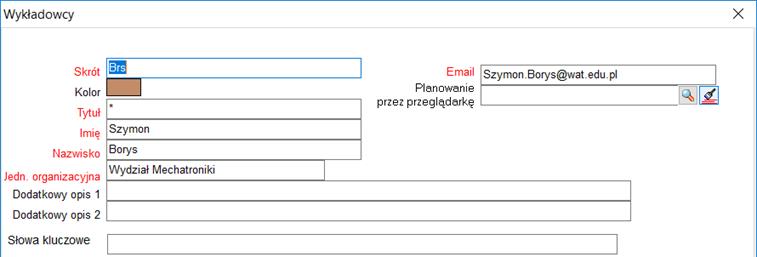 Wykładowcy
Skrót Brs
Kolor
Tytuł *
Imię Szymon
Nazwisko Borys
Jedn. organizacyjna Wydział Mechatroniki
Email Szymon.Borys@wat.edu.pl
Planowanie
przez przeglądarkę
Dodatkowy opis 1
Dodatkowy opis 2
Słowa kluczowe